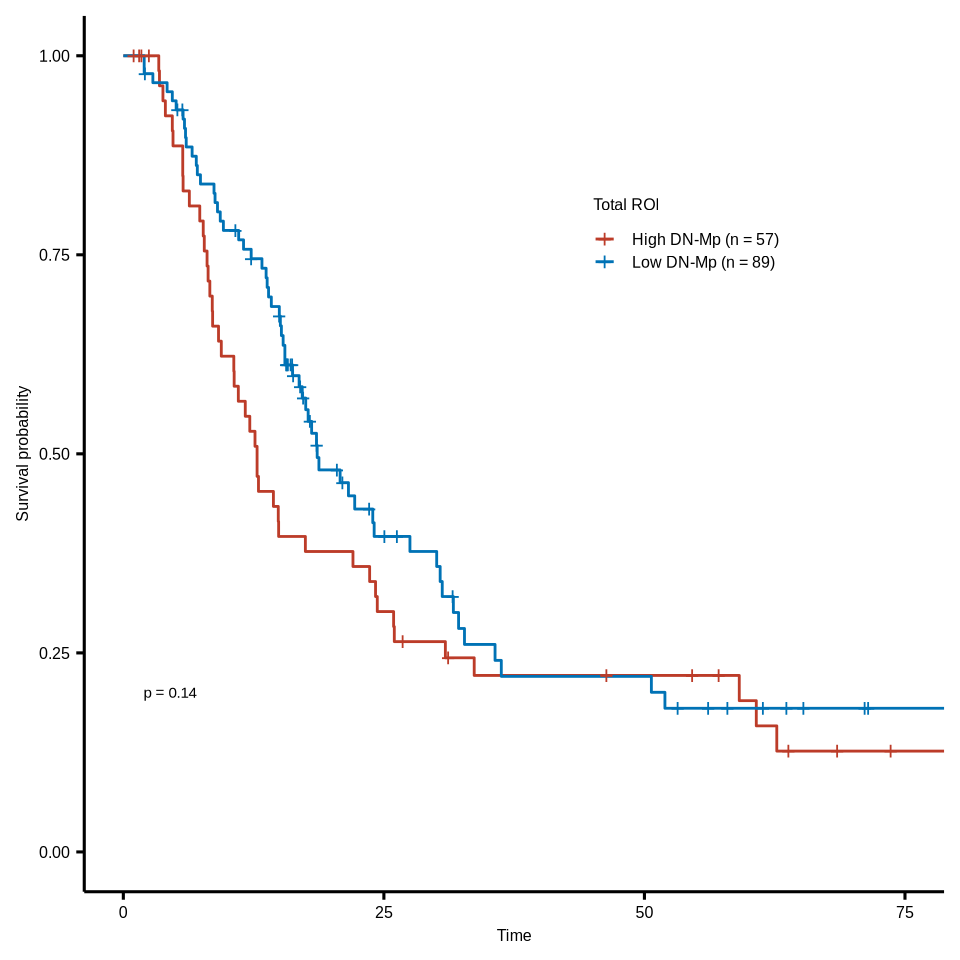 1.00
0.75
0.50
0.25
0.00
Survival probability
Total ROI
High DN-Mp (n = 57)
Low DN-Mp (n = 89)
p = 0.14
0 25 50 75
Time